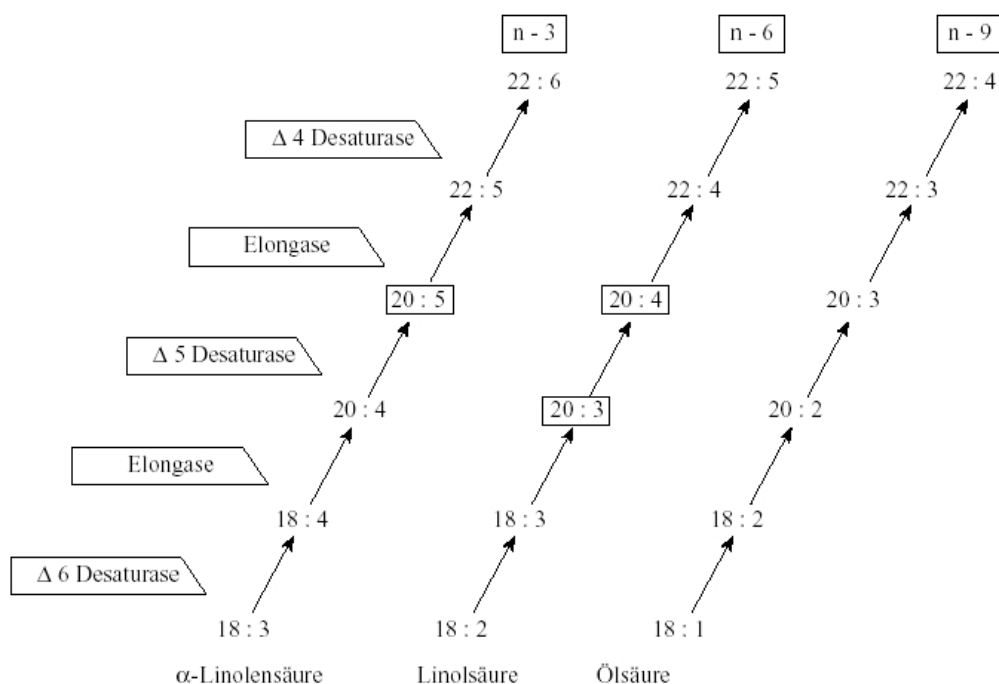 n - 3 n - 6 n - 9
22 : 6 22 : 5 22 : 4
Δ 4 Desaturase
22 : 5 22 : 4 22 : 3
Elongase
20 : 5 20 : 4 20 : 3
Δ 5 Desaturase
20 : 4 20 : 3 20 : 2
Elongase
18 : 4 18 : 3 18 : 2
Δ 6 Desaturase
18 : 3 18 : 2 18 : 1
α-Linolensäure Linolsäure Ölsäure